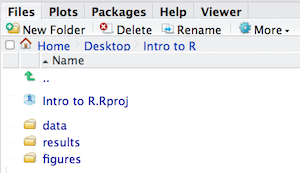 Files Plots Packages Help Viewer
New Folder Delete Rename More
Home Desktop Intro to R
Name
..
Intro to R.Rproj
data
results
figures